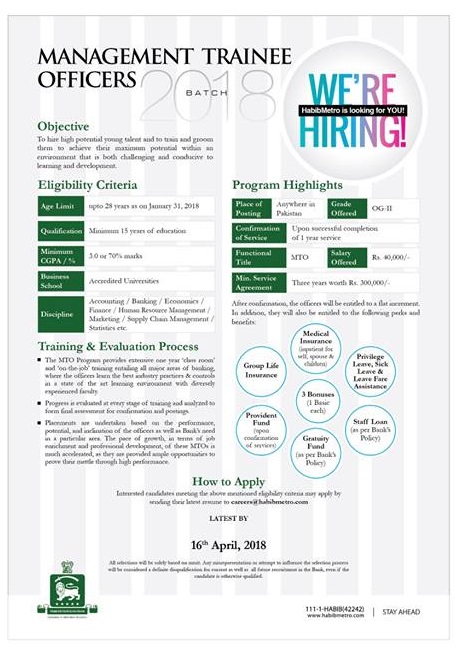 MANAGEMENT TRAINEE
OFFICERS 2018
BATCH
WE'RE
HabibMetro is looking for YOU!
HIRING!
Objective
To hire high potential young talent and to train and groom
them to achieve their maximum potential within an
environment that is both challenging and conducive to
learning and development.
Eligibility Criteria
Age Limit upto 28 years as on January 31, 2018
Qualification Minimum 15 years of education
Minimum
CGPA / % 3.0 or 70% marks
Business
School Accredited Universities
Discipline
Accounting / Banking / Economics /
Finance / Human Resource Management /
Marketing / Supply Chain Management /
Statistics etc.
Training & Evaluation Process
The MTO Program provides extensive one year 'class room'
and 'on-the-job' training entailing all major areas of banking,
where the officers learn the best industry practices & controls
in a state of the art learning environment with diversely
experienced faculty.
Progress is evaluated at every stage of training and analyzed to
form final assessment for confirmation and postings.
Placements are undertaken based on the performance,
potential, and inclination of the officers as well as Bank's need
in a particular area. The pace of growth, in terms of job
enrichment and professional development, of these MTOs is
much accelerated, as they are provided ample opportunities to
prove their mettle through high performance.
Program Highlights
Place of
Posting Anywhere in
Pakistan Grade
Offered OG-II
Confirmation
of Service Upon successful completion
of 1 year service
Functional
Title MTO Salary
Offered Rs. 40,000/-
Min. Service
Agreement Three years worth Rs. 300,000/-
After confirmation, the officers will be entitled to a flat increment.
In addition, they will also be entitled to the following perks and
benefits:
Medical
Insurance
(inpatient for
self, spouse &
children)
Group Life
Insurance
Privilege
Leave, Sick
Leave &
Leave Fare
Assistance
3 Bonuses
(1 Basic
each)
Provident
Fund
(upon
confirmation
of services)
Staff Loan
(as per Bank's
Policy)
Gratuity
Fund
(as per Bank's
Policy)
How to Apply
Interested candidates meeting the above mentioned eligibility criteria may apply by
sending their latest resume to careers@habibmetro.com
LATEST BY
16th April, 2018
All selections will be solely based on merit. Any misrepresentation or attempt to influence the selection process
will be considered a definite disqualification for current as well as all future recruitment in the Bank, even if the
candidate is otherwise qualified.
111-1-HABIB(42242)
www.habibmetro.com
STAY AHEAD